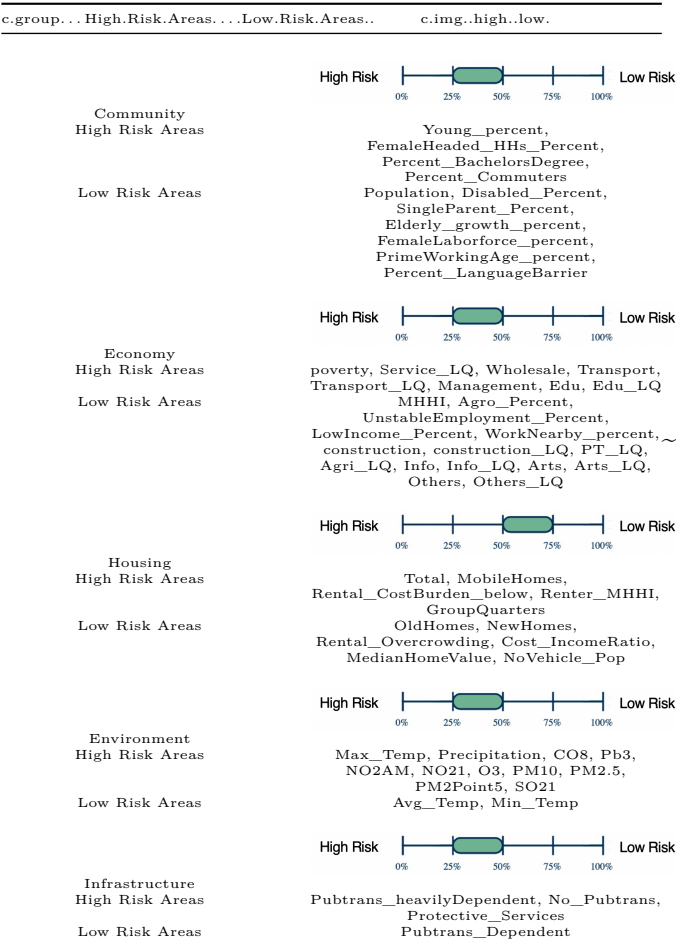 c.group... High.Risk.Areas....Low.Risk.Areas.. c.img..high..low.
High Risk Low Risk
0% 25% 50% 75% 100%
Community
High Risk Areas Young_percent,
FemaleHeaded_HHs_Percent,
Percent_BachelorsDegree,
Percent_Commuters
Low Risk Areas Population, Disabled_Percent,
SingleParent_Percent,
Elderly_growth_percent,
FemaleLaborforce_percent,
PrimeWorkingAge_percent,
Percent_LanguageBarrier
High Risk Low Risk
0% 25% 50% 75% 100%
Economy
High Risk Areas poverty, Service_LQ, Wholesale, Transport,
Transport_LQ, Management, Edu, Edu_LQ
Low Risk Areas MHHI, Agro_Percent,
UnstableEmployment_Percent,
LowIncome_Percent, WorkNearby_percent,~
construction, construction_LQ, PT_LQ,
Agri_LQ, Info, Info_LQ, Arts, Arts_LQ,
Others, Others_LQ
High Risk Low Risk
0% 25% 50% 75% 100%
Housing
High Risk Areas Total, MobileHomes,
Rental_CostBurden_below, Renter_MHHI,
GroupQuarters
Low Risk Areas OldHomes, NewHomes,
Rental_Overcrowding, Cost_IncomeRatio,
MedianHomeValue, NoVehicle_Pop
High Risk Low Risk
0% 25% 50% 75% 100%
Environment
High Risk Areas Max_Temp, Precipitation, CO8, Pb3,
NO2AM, NO21, O3, PM10, PM2.5,
PM2Point5, SO21
Low Risk Areas Avg_Temp, Min_Temp
High Risk Low Risk
0% 25% 50% 75% 100%
Infrastructure
High Risk Areas Pubtrans_heavilyDependent, No_Pubtrans,
Protective_Services
Low Risk Areas Pubtrans_Dependent